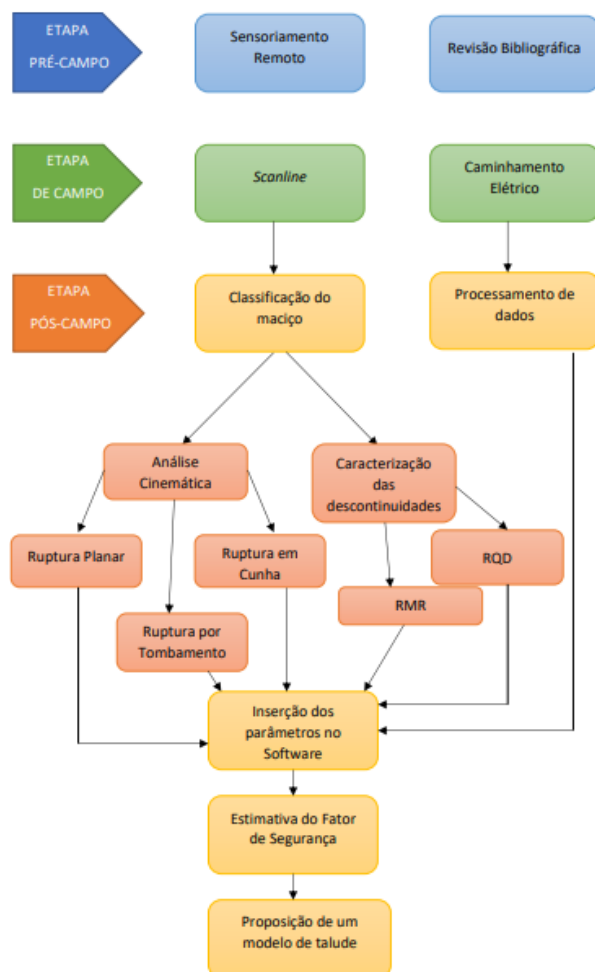 ETAPA
PRÉ-CAMPO
Sensoriamento
Remoto
Revisão Bibliográfica
ETAPA
DE CAMPO
Scanline
Caminhamento
Elétrico
ETAPA
PÓS-CAMPO
Classificação do
maciço
Processamento de
dados
Análise
Cinemática
Caracterização
das
descontinuidades
Ruptura Planar
Ruptura em
Cunha
RQD
RMR
Ruptura por
Tombamento
Inserção dos
parâmetros no
Software
Estimativa do Fator
de Segurança
Proposição de um
modelo de talude